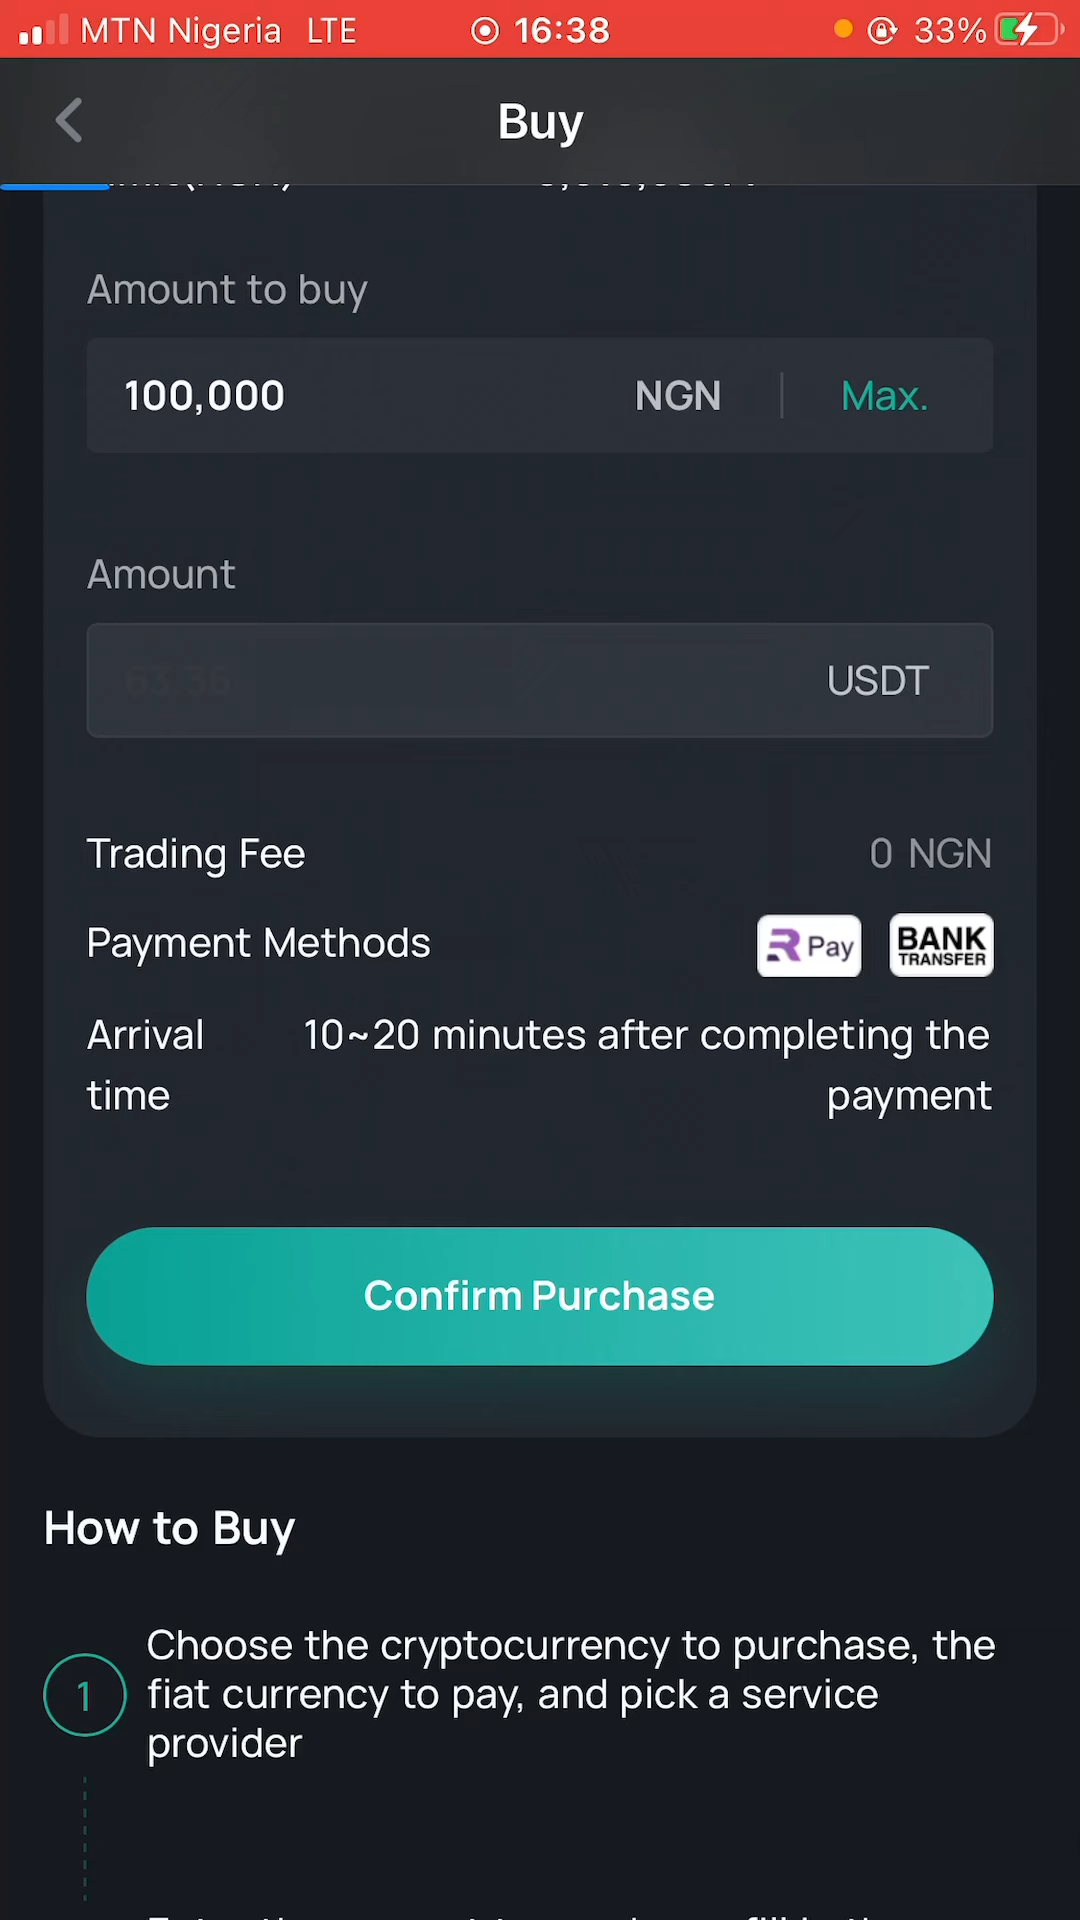 MTN Nigeria LTE 16:38 33%
Buy
Amount to buy
100,000 NGN Max.
Amount
63.36 USDT
Trading Fee 0 NGN
Payment Methods R Pay BANK TRANSFER
Arrival time 10~20 minutes after completing the payment
Confirm Purchase
How to Buy
1
Choose the cryptocurrency to purchase, the
fiat currency to pay, and pick a service
provider